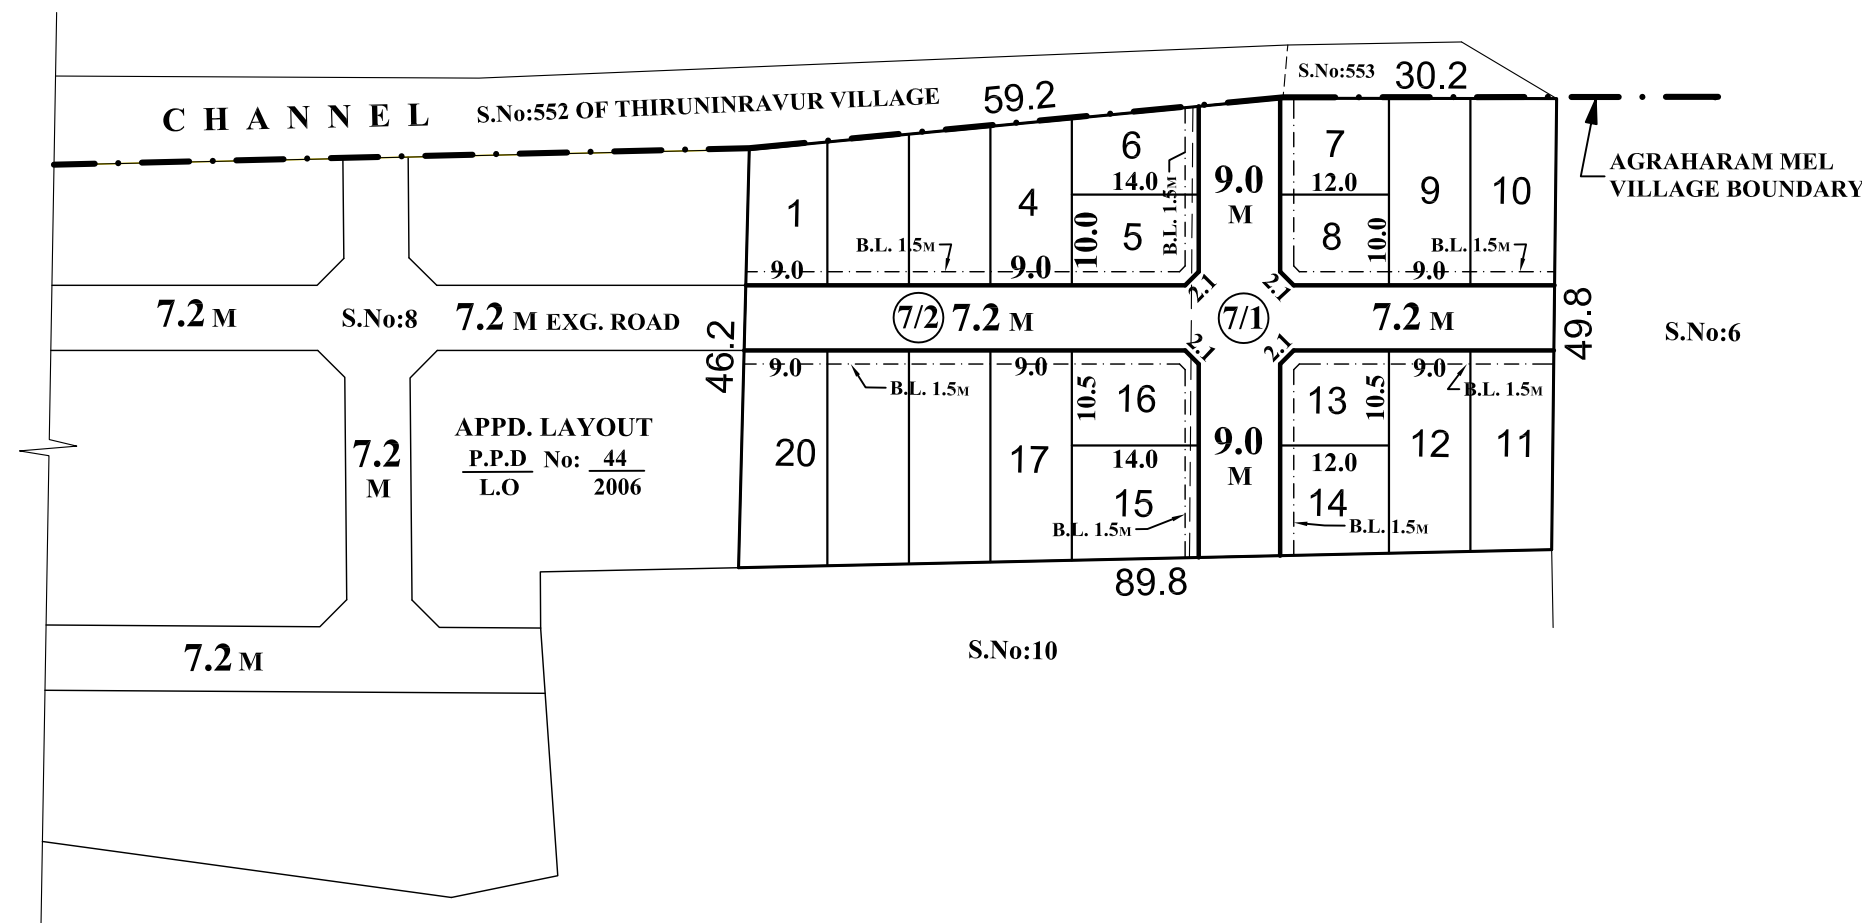 S.No:553
30.2
59.2
C H A N N E L
S.No:552 OF THIRUNINRAVUR VILLAGE
AGRAHARAM MEL
VILLAGE BOUNDARY
1
4
6
14.0
5
10.0
B.L. 1.5M
B.L. 1.5M
9.0
9.0
9.0
M
7
12.0
8
10.0
9
10
B.L. 1.5M
9.0
2.1
2.1
7.2 M
S.No:8
7.2 M EXG. ROAD
7/2
7.2 M
7/1
7.2 M
49.8
S.No:6
46.2
2.1
2.1
9.0
B.L. 1.5M
9.0
10.5
16
13
10.5
9.0
B.L. 1.5M
APPD. LAYOUT
P.P.D No: 44
L.O 2006
7.2
M
20
17
14.0
15
B.L. 1.5M
9.0
M
12.0
14
B.L. 1.5M
12
11
89.8
S.No:10
7.2 M